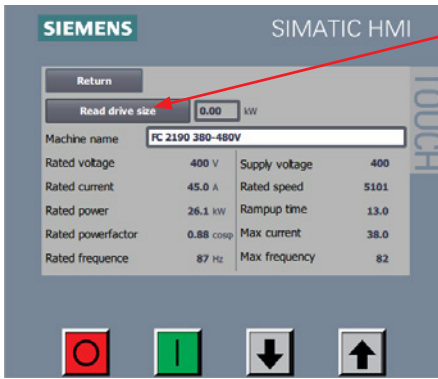 SIEMENS SIMATIC HMI
TOUCH
Return
Read drive size 0.00 kW
Machine name FC 2190 380-480V
Rated voltage 400 V Supply voltage 400
Rated current 45.0 A Rated speed 5101
Rated power 26.1 kW Rampup time 13.0
Rated powerfactor 0.88 cosφ Max current 38.0
Rated frequence 87 Hz Max frequency 82